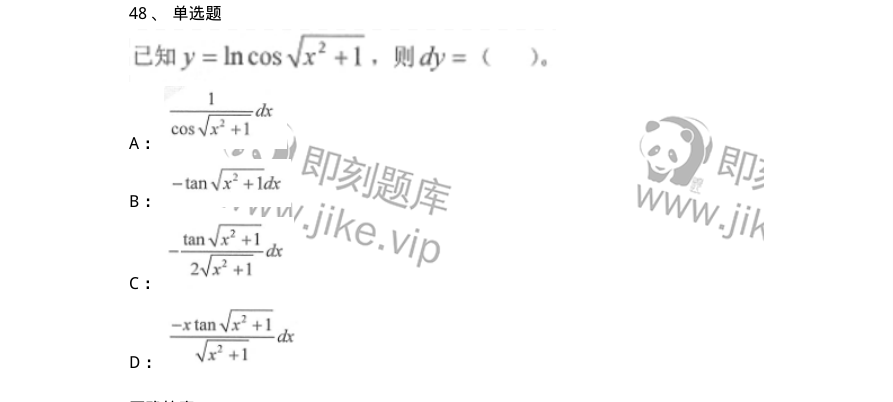 48 、 单选题
已知 y = ln cos √(x² + 1) ，则 dy = （ ）。
A： 1 / cos √(x² + 1) dx
B： − tan √(x² + 1) dx
C： − tan √(x² + 1) / 2√(x² + 1) dx
D： −x tan √(x² + 1) / √(x² + 1) dx
即刻题库
www.jike.vip
即刻
www.jik